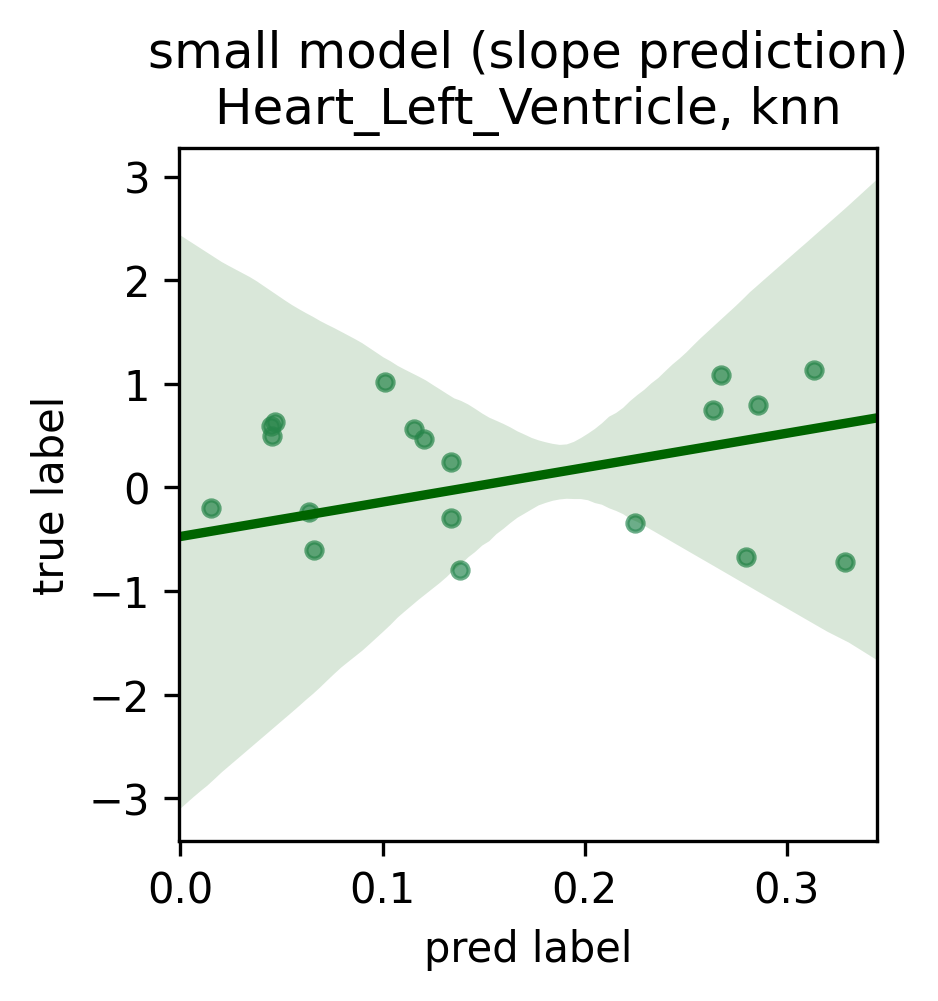 small model (slope prediction)
Heart_Left_Ventricle, knn
3
2
1
0
−1
−2
−3
true label
0.0 0.1 0.2 0.3
pred label